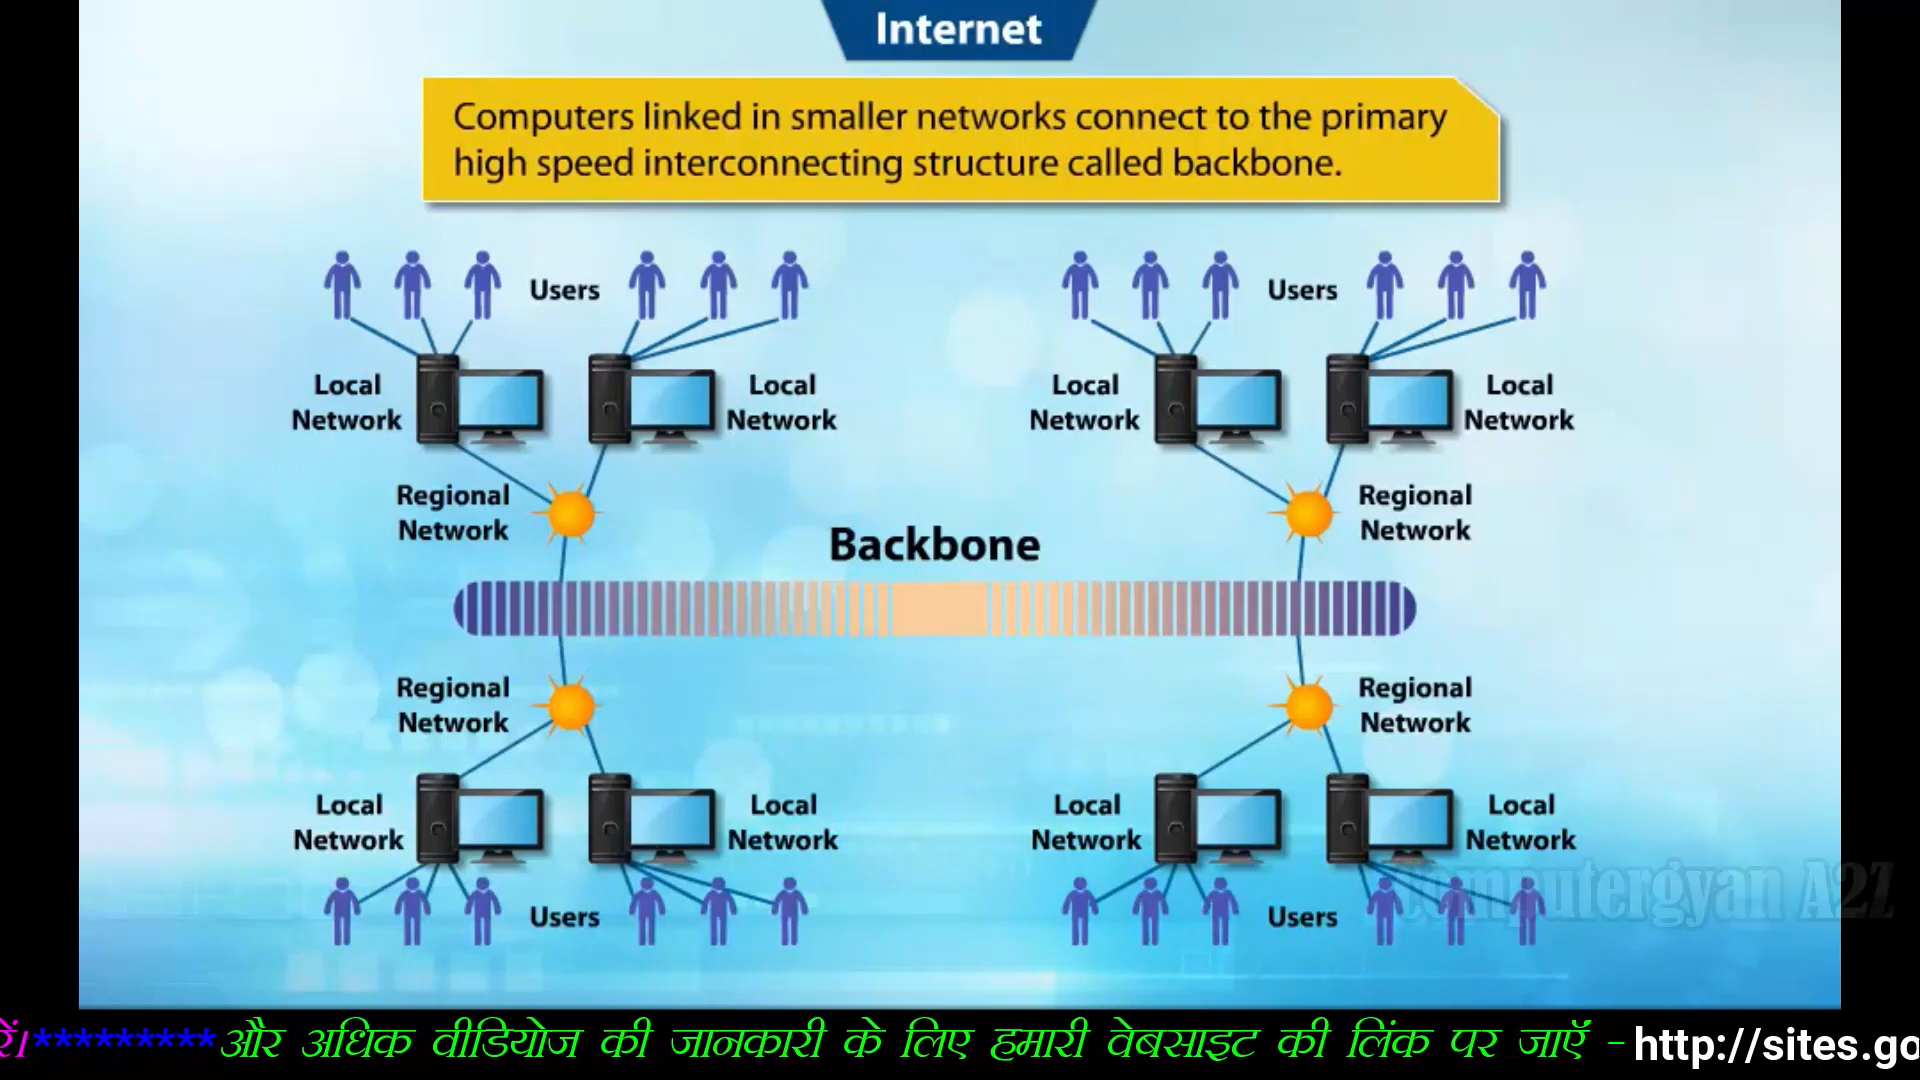 Internet
Computers linked in smaller networks connect to the primary
high speed interconnecting structure called backbone.
Users
Users
Local
Network
Local
Network
Local
Network
Local
Network
Regional
Network
Regional
Network
Backbone
Regional
Network
Regional
Network
Local
Network
Local
Network
Local
Network
Local
Network
Users
Users
computergyan A2Z
रें।*********और अधिक वीडियोज की जानकारी के लिए हमारी वेबसाइट की लिंक पर जाएँ - http://sites.go